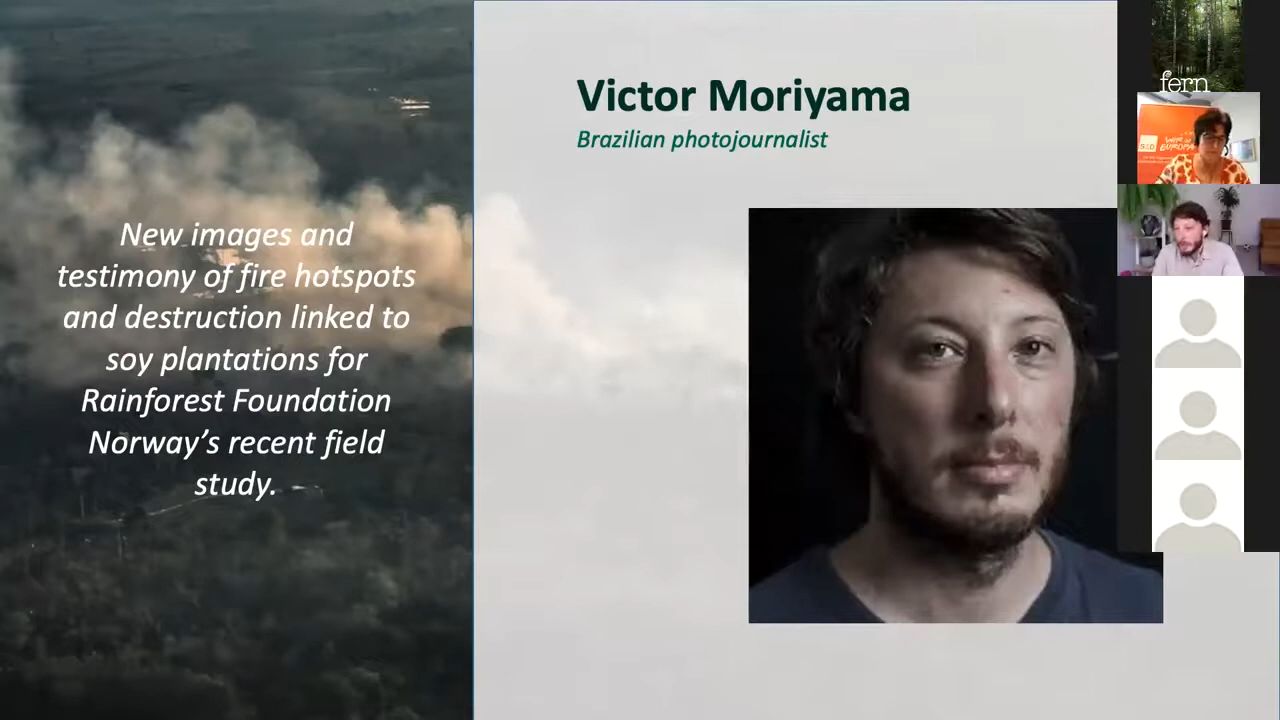 Victor Moriyama
Brazilian photojournalist
New images and
testimony of fire hotspots
and destruction linked to
soy plantations for
Rainforest Foundation
Norway's recent field
study.
fern
S&D
EUROPA